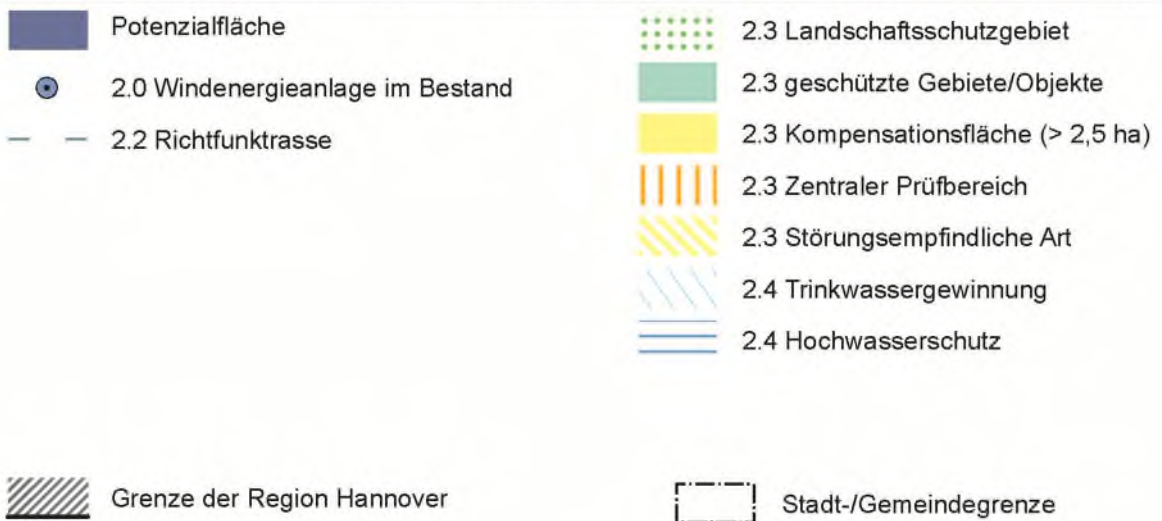 Potenzialfläche
2.0 Windenergieanlage im Bestand
2.2 Richtfunktrasse
2.3 Landschaftsschutzgebiet
2.3 geschützte Gebiete/Objekte
2.3 Kompensationsfläche (> 2,5 ha)
2.3 Zentraler Prüfbereich
2.3 Störungsempfindliche Art
2.4 Trinkwassergewinnung
2.4 Hochwasserschutz
Grenze der Region Hannover
Stadt-/Gemeindegrenze